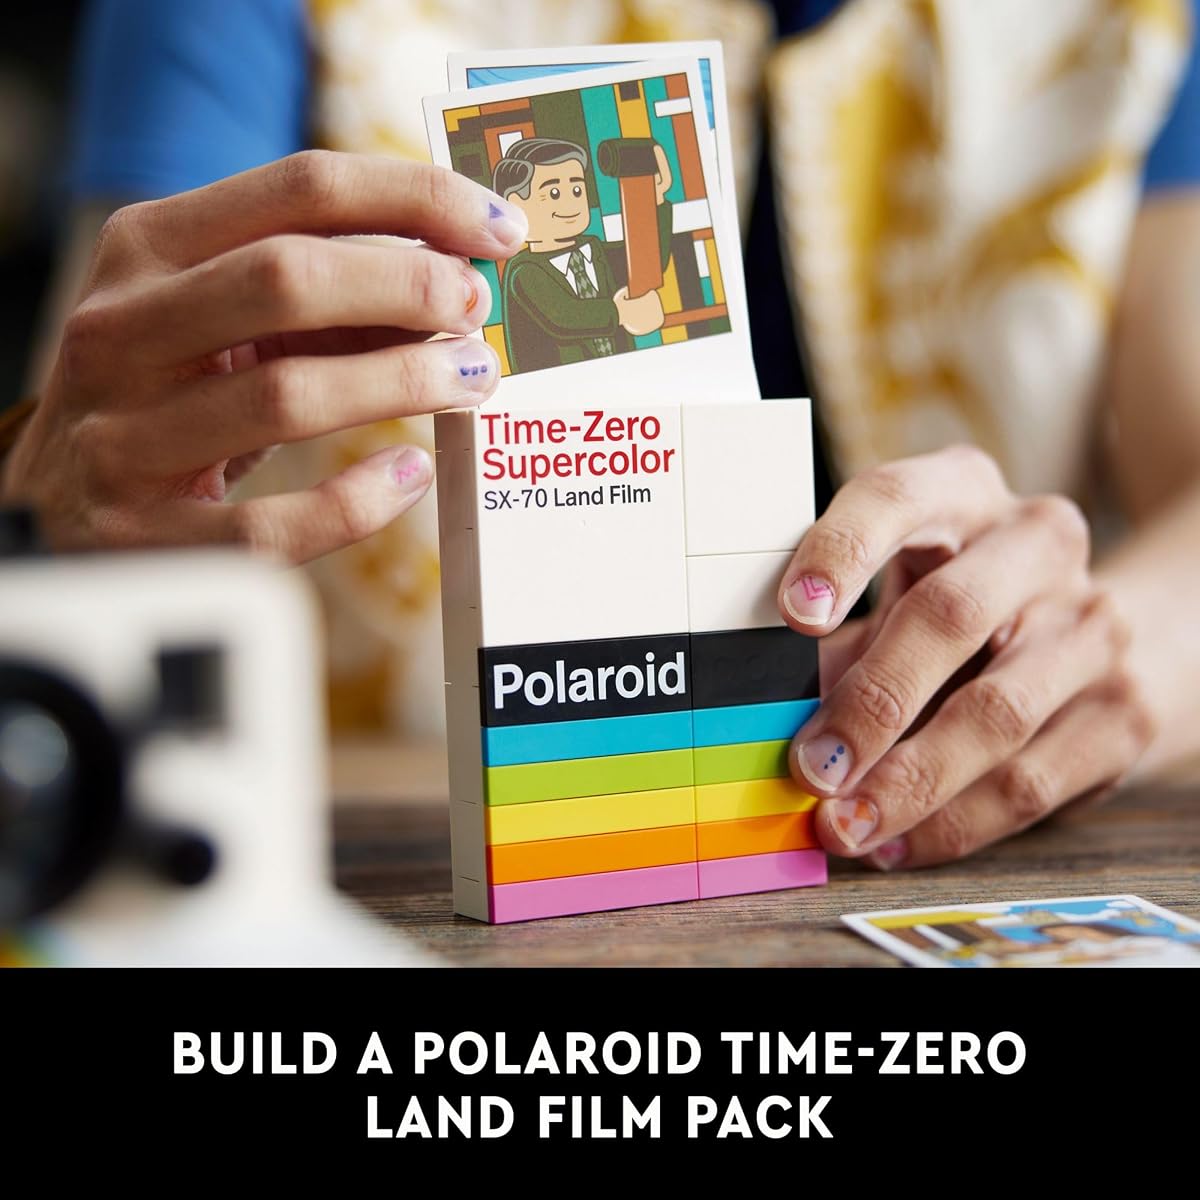 Time-Zero
Supercolor
SX-70 Land Film
Polaroid
BUILD A POLAROID TIME-ZERO
LAND FILM PACK